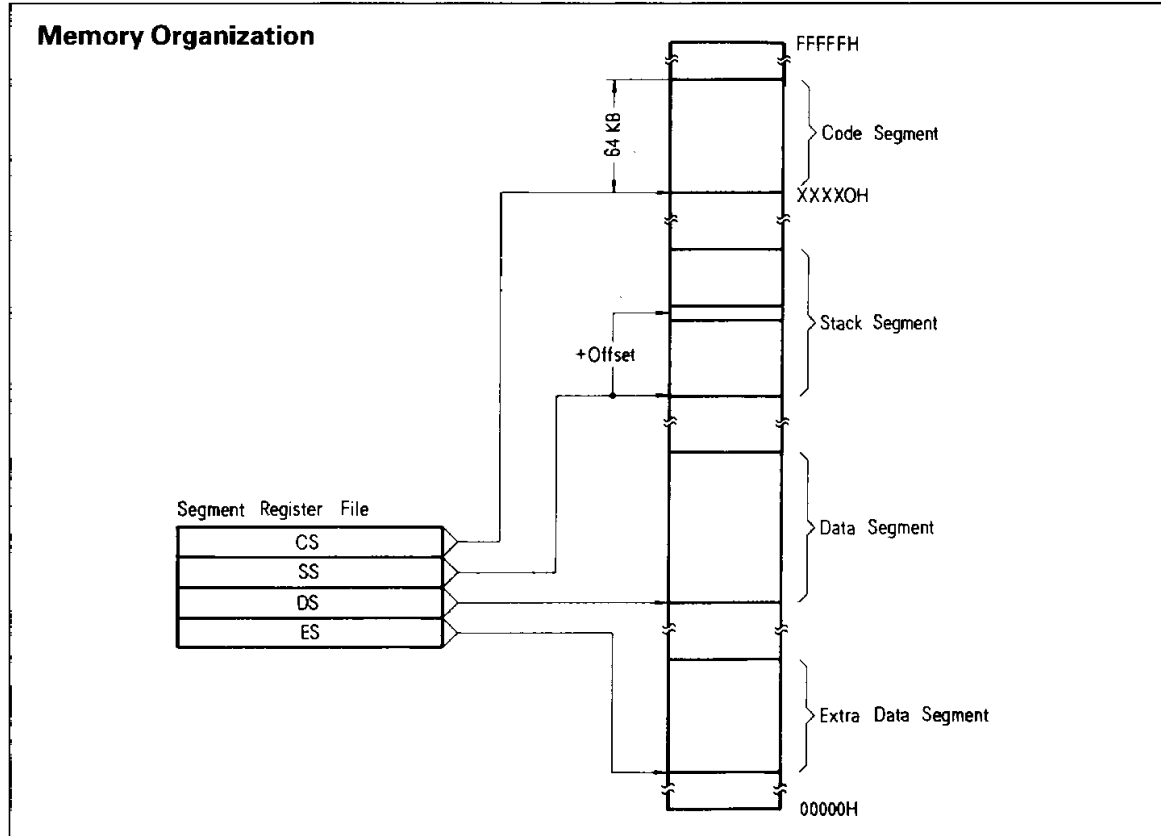 Memory Organization
FFFFFH
64 KB
Code Segment
XXXX0H
+Offset
Stack Segment
Data Segment
Segment Register File
CS
SS
DS
ES
Extra Data Segment
00000H